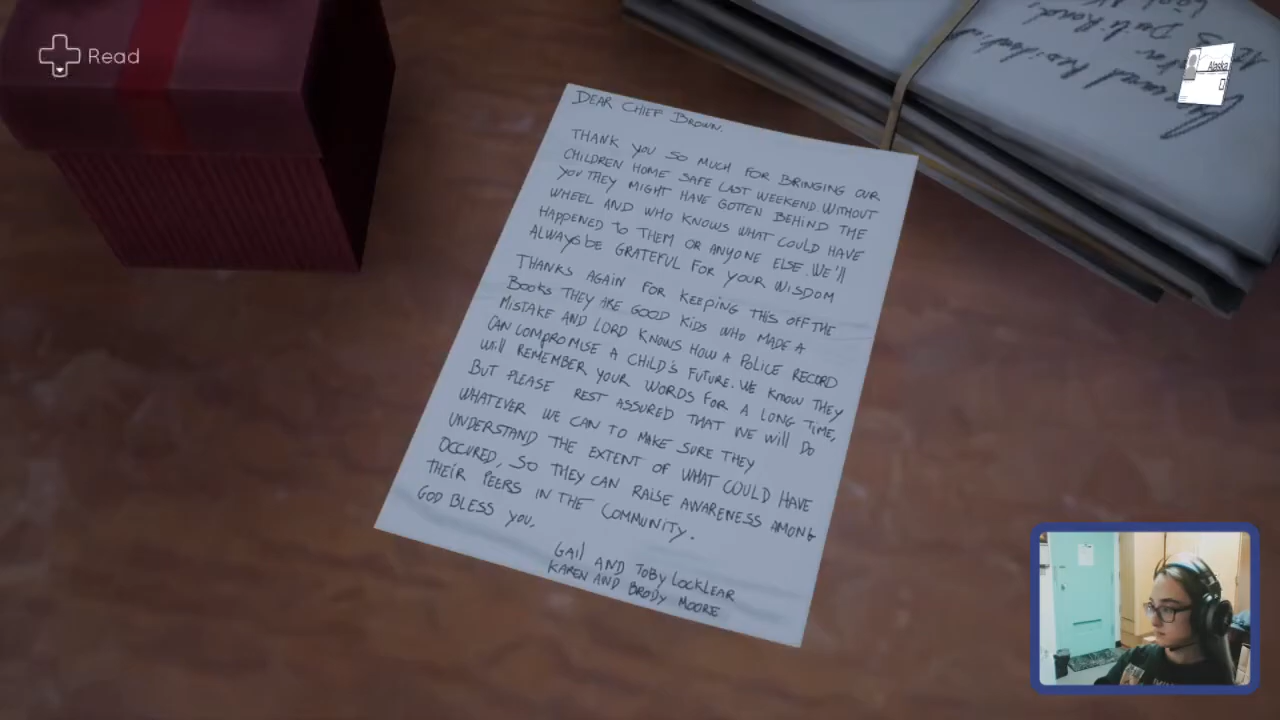 Read
Alaska
DEAR CHIEF BROWN.
THANK YOU SO MUCH FOR BRINGING OUR
CHILDREN HOME SAFE LAST WEEKEND. WITHOUT
YOU THEY MIGHT HAVE GOTTEN BEHIND THE
WHEEL AND WHO KNOWS WHAT COULD HAVE
HAPPENED TO THEM OR ANYONE ELSE. WE'll
ALWAYS BE GRATEFUL FOR YOUR WISDOM
THANKS AGAIN FOR KEEPING THIS OFF THE
BOOKS THEY ARE GOOD KIDS WHO MADE A
MISTAKE AND LORD KNOWS HOW A POLICE RECORD
CAN COMPROMISE A CHILD'S FUTURE. WE KNOW THEY
WILL REMEMBER YOUR WORDS FOR A LONG TIME,
BUT PLEASE REST ASSURED THAT WE WILL DO
WHATEVER WE CAN TO MAKE SURE THEY
UNDERSTAND THE EXTENT OF WHAT COULD HAVE
OCCURED, SO THEY CAN RAISE AWARENESS AMONG
THEIR PEERS IN THE COMMUNITY.
GOD BLESS YOU,
GAIL AND TOBY LOCKLEAR
KAREN AND BRODY MOORE